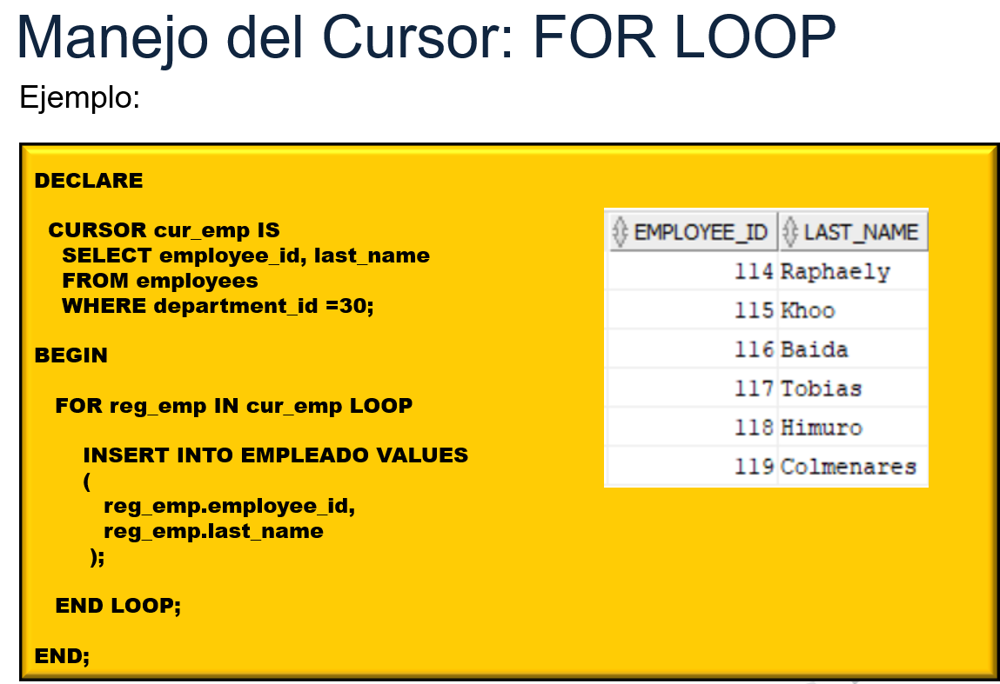 Manejo del Cursor: FOR LOOP
Ejemplo:
DECLARE
CURSOR cur_emp IS
SELECT employee_id, last_name
FROM employees
WHERE department_id =30;
BEGIN
FOR reg_emp IN cur_emp LOOP
INSERT INTO EMPLEADO VALUES
(
reg_emp.employee_id,
reg_emp.last_name
);
END LOOP;
END;
EMPLOYEE_ID LAST_NAME
114 Raphaely
115 Khoo
116 Baida
117 Tobias
118 Himuro
119 Colmenares